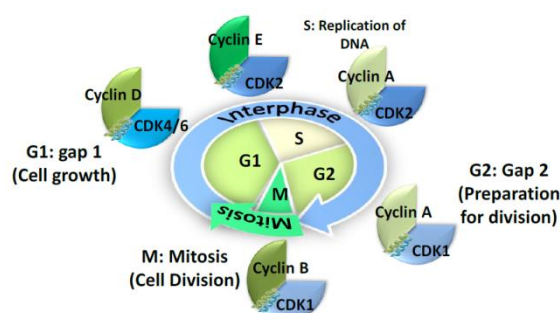 S: Replication of
DNA
Cyclin E
CDK2
Cyclin A
CDK2
Cyclin D
CDK4/6
Interphase
G1: gap 1
(Cell growth)
G1
S
G2
M
Mitosis
G2: Gap 2
(Preparation
for division)
Cyclin A
CDK1
M: Mitosis
(Cell Division)
Cyclin B
CDK1